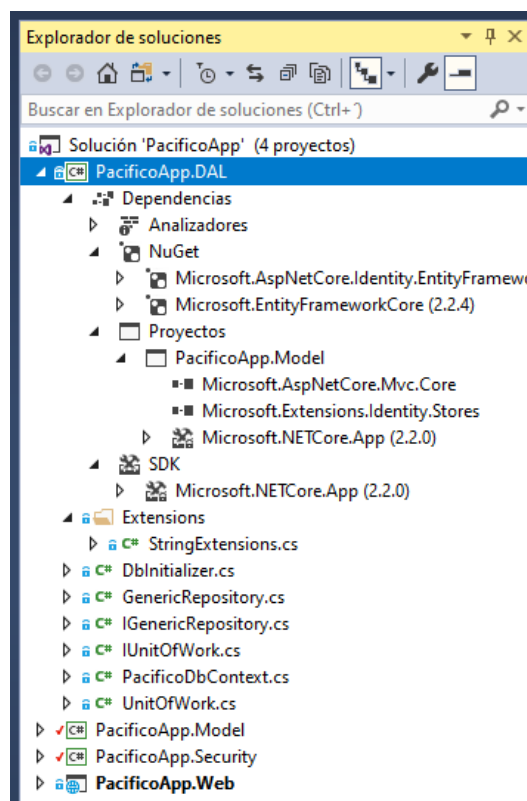 Explorador de soluciones
Buscar en Explorador de soluciones (Ctrl+´)
Solución 'PacificoApp' (4 proyectos)
C# PacificoApp.DAL
Dependencias
Analizadores
NuGet
Microsoft.AspNetCore.Identity.EntityFramewo
Microsoft.EntityFrameworkCore (2.2.4)
Proyectos
PacificoApp.Model
Microsoft.AspNetCore.Mvc.Core
Microsoft.Extensions.Identity.Stores
Microsoft.NETCore.App (2.2.0)
SDK
Microsoft.NETCore.App (2.2.0)
Extensions
C# StringExtensions.cs
C# DbInitializer.cs
C# GenericRepository.cs
C# IGenericRepository.cs
C# IUnitOfWork.cs
C# PacificoDbContext.cs
C# UnitOfWork.cs
C# PacificoApp.Model
C# PacificoApp.Security
PacificoApp.Web